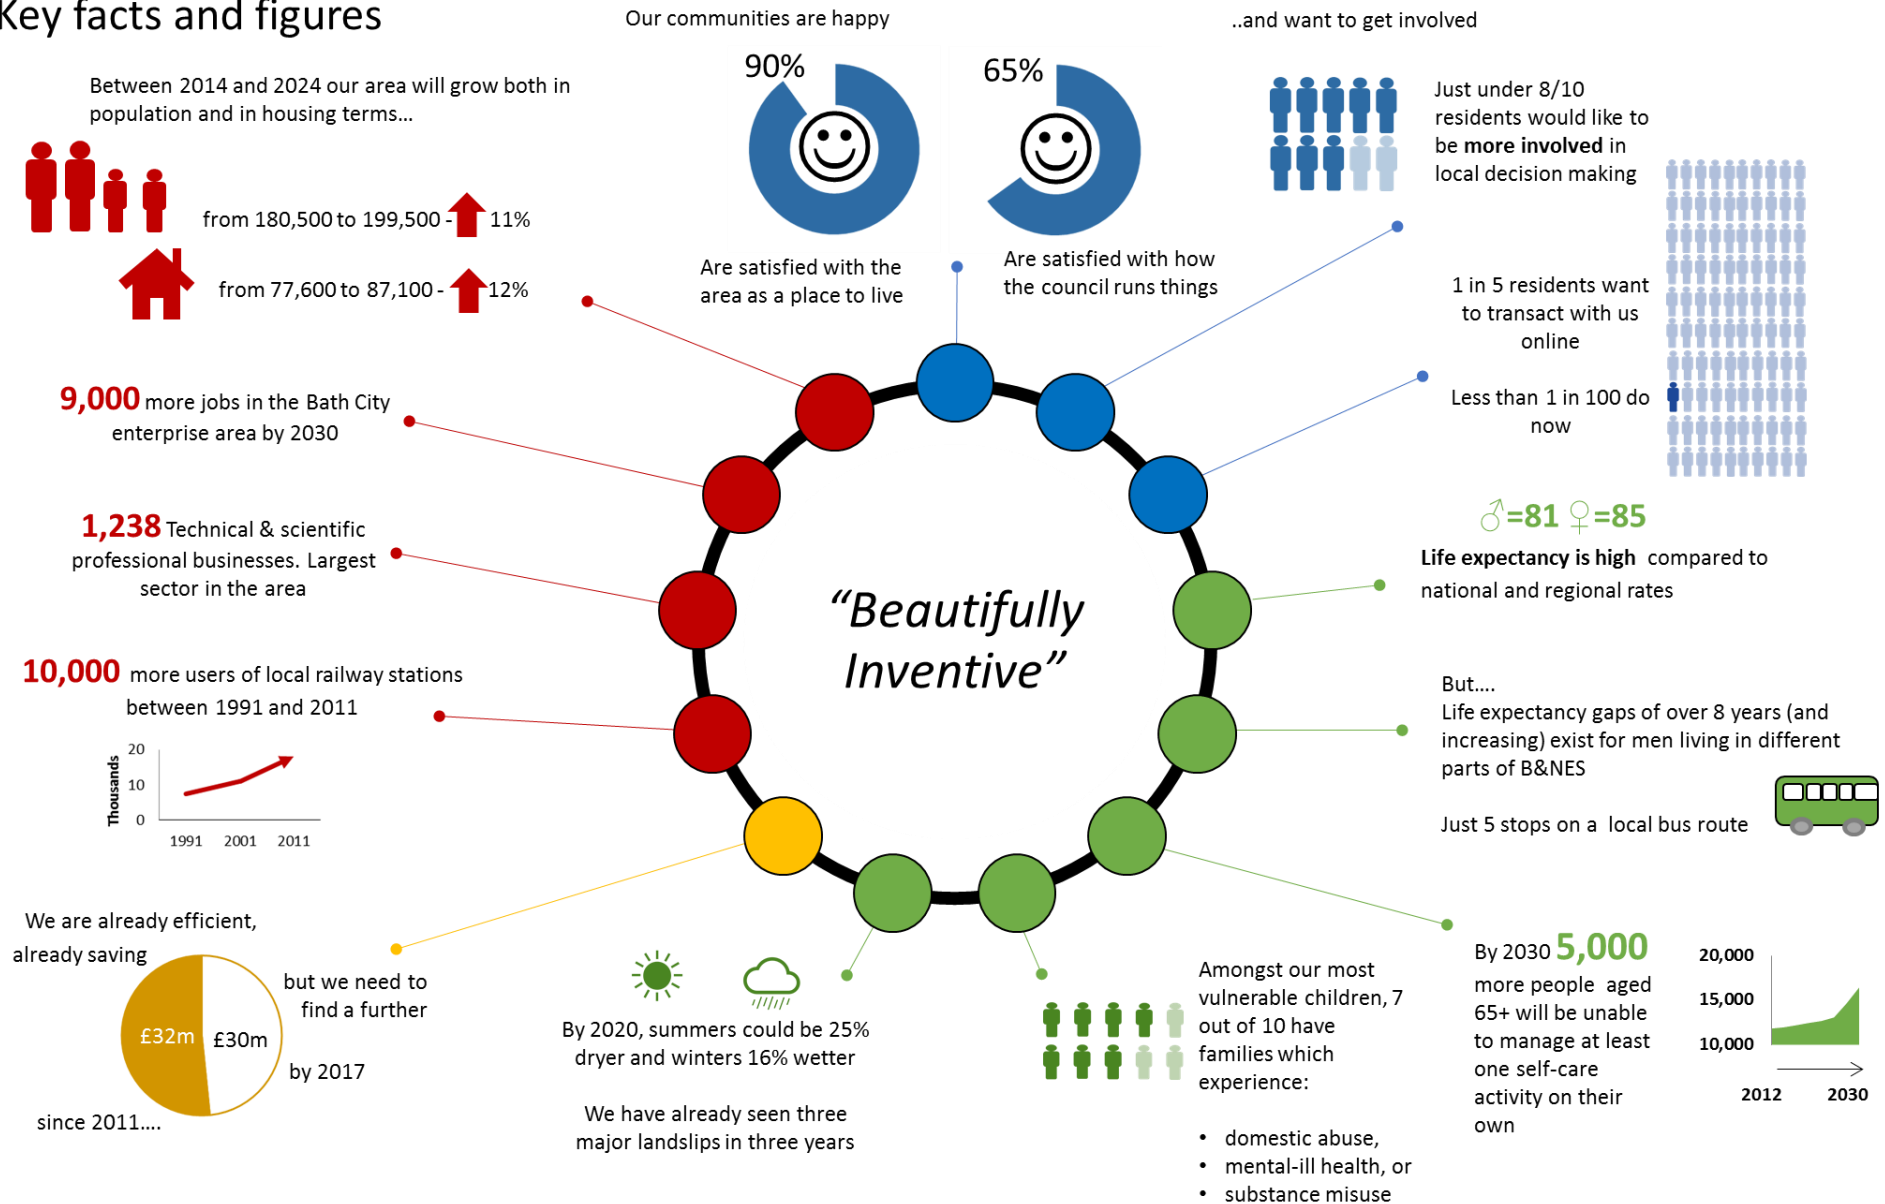 Key facts and figures
Between 2014 and 2024 our area will grow both in
population and in housing terms...
from 180,500 to 199,500 - 11%
from 77,600 to 87,100 - 12%
9,000 more jobs in the Bath City
enterprise area by 2030
1,238 Technical & scientific
professional businesses. Largest
sector in the area
10,000 more users of local railway stations
between 1991 and 2011
Thousands
20
10
0
1991 2001 2011
We are already efficient,
already saving
£32m
£30m
but we need to
find a further
by 2017
since 2011....
Our communities are happy
90%
65%
Are satisfied with the
area as a place to live
Are satisfied with how
the council runs things
..and want to get involved
Just under 8/10
residents would like to
be more involved in
local decision making
1 in 5 residents want
to transact with us
online
Less than 1 in 100 do
now
♂=81 ♀=85
Life expectancy is high compared to
national and regional rates
But....
Life expectancy gaps of over 8 years (and
increasing) exist for men living in different
parts of B&NES
Just 5 stops on a local bus route
By 2030 5,000
more people aged
65+ will be unable
to manage at least
one self-care
activity on their
own
20,000
15,000
10,000
2012 2030
Amongst our most
vulnerable children, 7
out of 10 have
families which
experience:
• domestic abuse,
• mental-ill health, or
• substance misuse
By 2020, summers could be 25%
dryer and winters 16% wetter
We have already seen three
major landslips in three years
“Beautifully
Inventive”